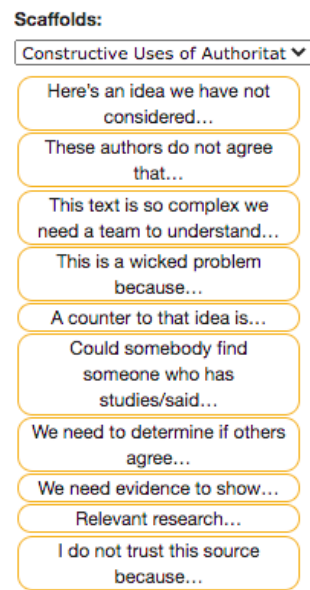 Scaffolds:
Constructive Uses of Authoritat
Here's an idea we have not
considered...
These authors do not agree
that...
This text is so complex we
need a team to understand...
This is a wicked problem
because...
A counter to that idea is...
Could somebody find
someone who has
studies/said...
We need to determine if others
agree...
We need evidence to show...
Relevant research...
I do not trust this source
because...